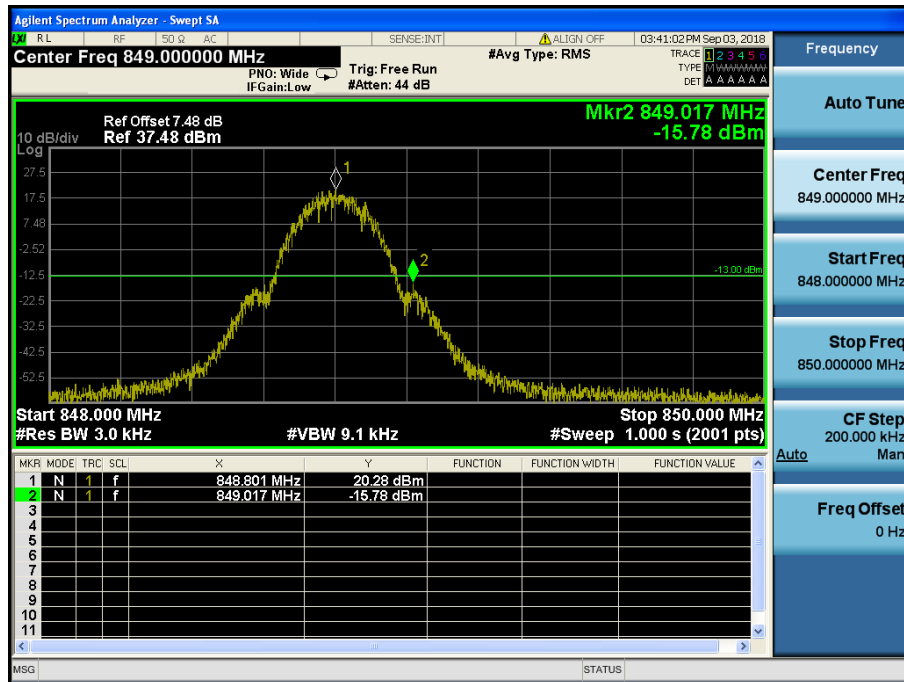 Agilent Spectrum Analyzer - Swept SA
LXI RL RF 50 Ω AC SENSE:INT ALIGN OFF 03:41:02 PM Sep 03, 2018
Center Freq 849.000000 MHz
PNO: Wide
IFGain:Low
Trig: Free Run
#Atten: 44 dB
#Avg Type: RMS
TRACE 1 2 3 4 5 6
TYPE M WWWWW
DET A A A A A A
Frequency
Auto Tune
Center Freq
849.000000 MHz
Start Freq
848.000000 MHz
Stop Freq
850.000000 MHz
CF Step
200.000 kHz
Auto Man
Freq Offset
0 Hz
Mkr2 849.017 MHz
-15.78 dBm
Ref Offset 7.48 dB
10 dB/div Ref 37.48 dBm
Log
27.5
17.5
7.48
-2.52
-12.5
-22.5
-32.5
-42.5
-52.5
1
2
-13.00 dBm
Start 848.000 MHz Stop 850.000 MHz
#Res BW 3.0 kHz #VBW 9.1 kHz #Sweep 1.000 s (2001 pts)
MKR MODE TRC SCL X Y FUNCTION FUNCTION WIDTH FUNCTION VALUE
1 N 1 f 848.801 MHz 20.28 dBm
2 N 1 f 849.017 MHz -15.78 dBm
3
4
5
6
7
8
9
10
11
MSG STATUS